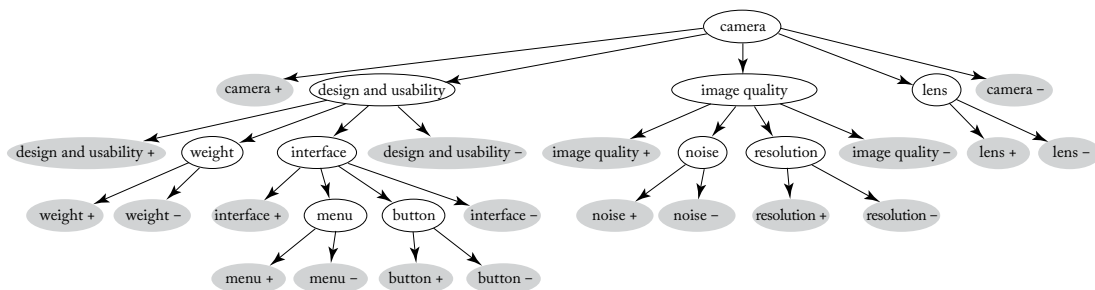 camera
camera +
design and usability
image quality
lens
camera –
design and usability +
weight
interface
design and usability –
image quality +
noise
resolution
image quality –
lens +
lens –
weight +
weight –
interface +
menu
button
interface –
noise +
noise –
resolution +
resolution –
menu +
menu –
button +
button –